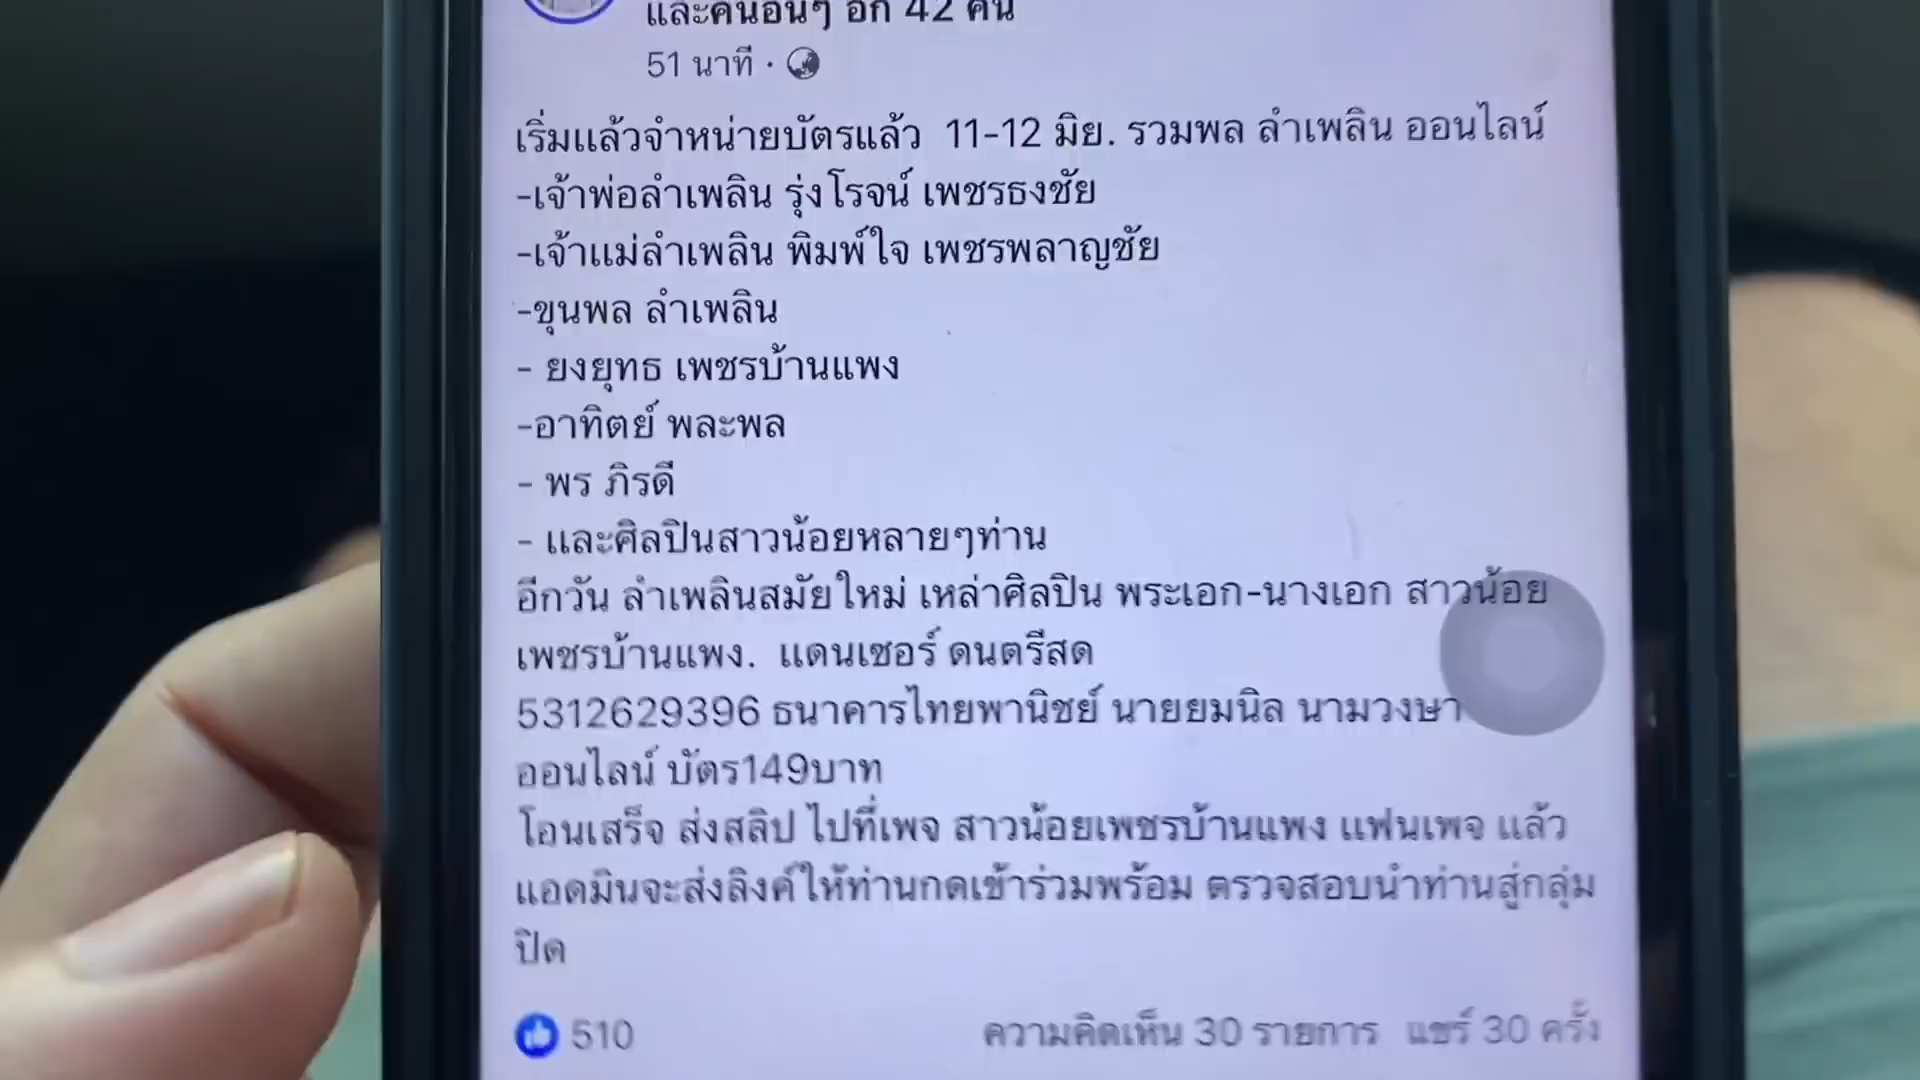 และคนอื่นๆ อีก 42 คน
51 นาที ·
เริ่มแล้วจำหน่ายบัตรแล้ว 11-12 มิย. รวมพล ลำเพลิน ออนไลน์
-เจ้าพ่อลำเพลิน รุ่งโรจน์ เพชรธงชัย
-เจ้าแม่ลำเพลิน พิมพ์ใจ เพชรพลาญชัย
-ขุนพล ลำเพลิน
- ยงยุทธ เพชรบ้านแพง
-อาทิตย์ พละพล
- พร ภิรดี
- และศิลปินสาวน้อยหลายๆท่าน
อีกวัน ลำเพลินสมัยใหม่ เหล่าศิลปิน พระเอก-นางเอก สาวน้อย
เพชรบ้านแพง. แดนเซอร์ ดนตรีสด
5312629396 ธนาคารไทยพานิชย์ นายยมนิล นามวงษา
ออนไลน์ บัตร149บาท
โอนเสร็จ ส่งสลิป ไปที่เพจ สาวน้อยเพชรบ้านแพง แฟนเพจ แล้ว
แอดมินจะส่งลิงค์ให้ท่านกดเข้าร่วมพร้อม ตรวจสอบนำท่านสู่กลุ่ม
ปิด
510
ความคิดเห็น 30 รายการ แชร์ 30 ครั้ง